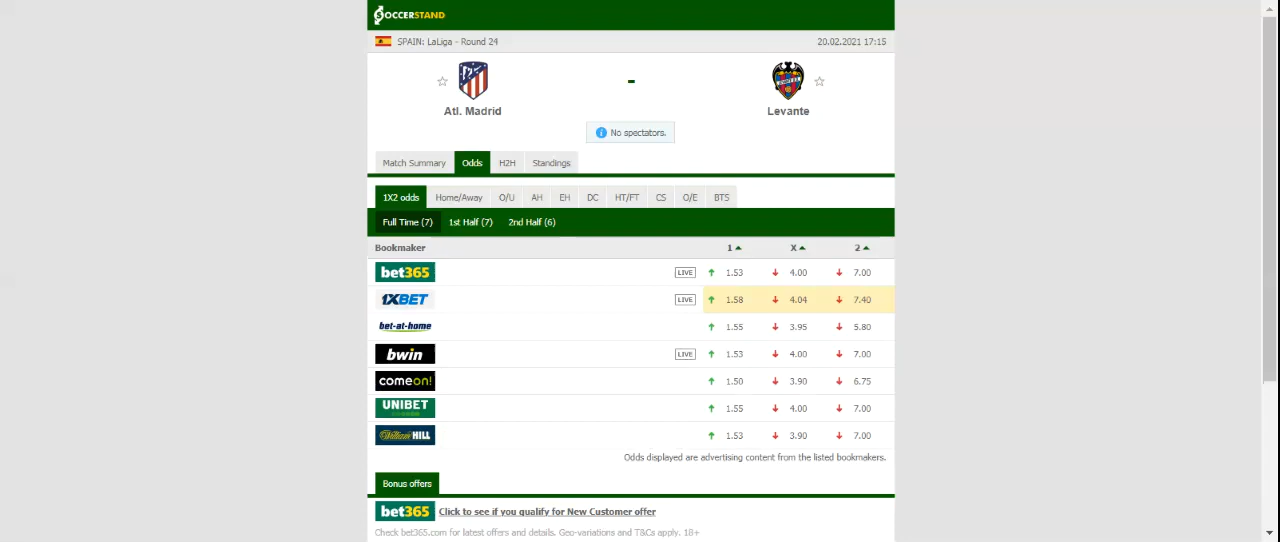 SOCCERSTAND
SPAIN: LaLiga - Round 24 20.02.2021 17:15
-
Atl. Madrid Levante
No spectators.
Match Summary Odds H2H Standings
1X2 odds Home/Away O/U AH EH DC HT/FT CS O/E BTS
Full Time (7) 1st Half (7) 2nd Half (6)
Bookmaker 1 X 2
bet365 LIVE 1.53 4.00 7.00
1XBET LIVE 1.58 4.04 7.40
bet-at-home 1.55 3.95 5.80
bwin LIVE 1.53 4.00 7.00
comeon! 1.50 3.90 6.75
UNIBET 1.55 4.00 7.00
William HILL 1.53 3.90 7.00
Odds displayed are advertising content from the listed bookmakers.
Bonus offers
bet365 Click to see if you qualify for New Customer offer
Check bet365.com for latest offers and details. Geo-variations and T&Cs apply. 18+